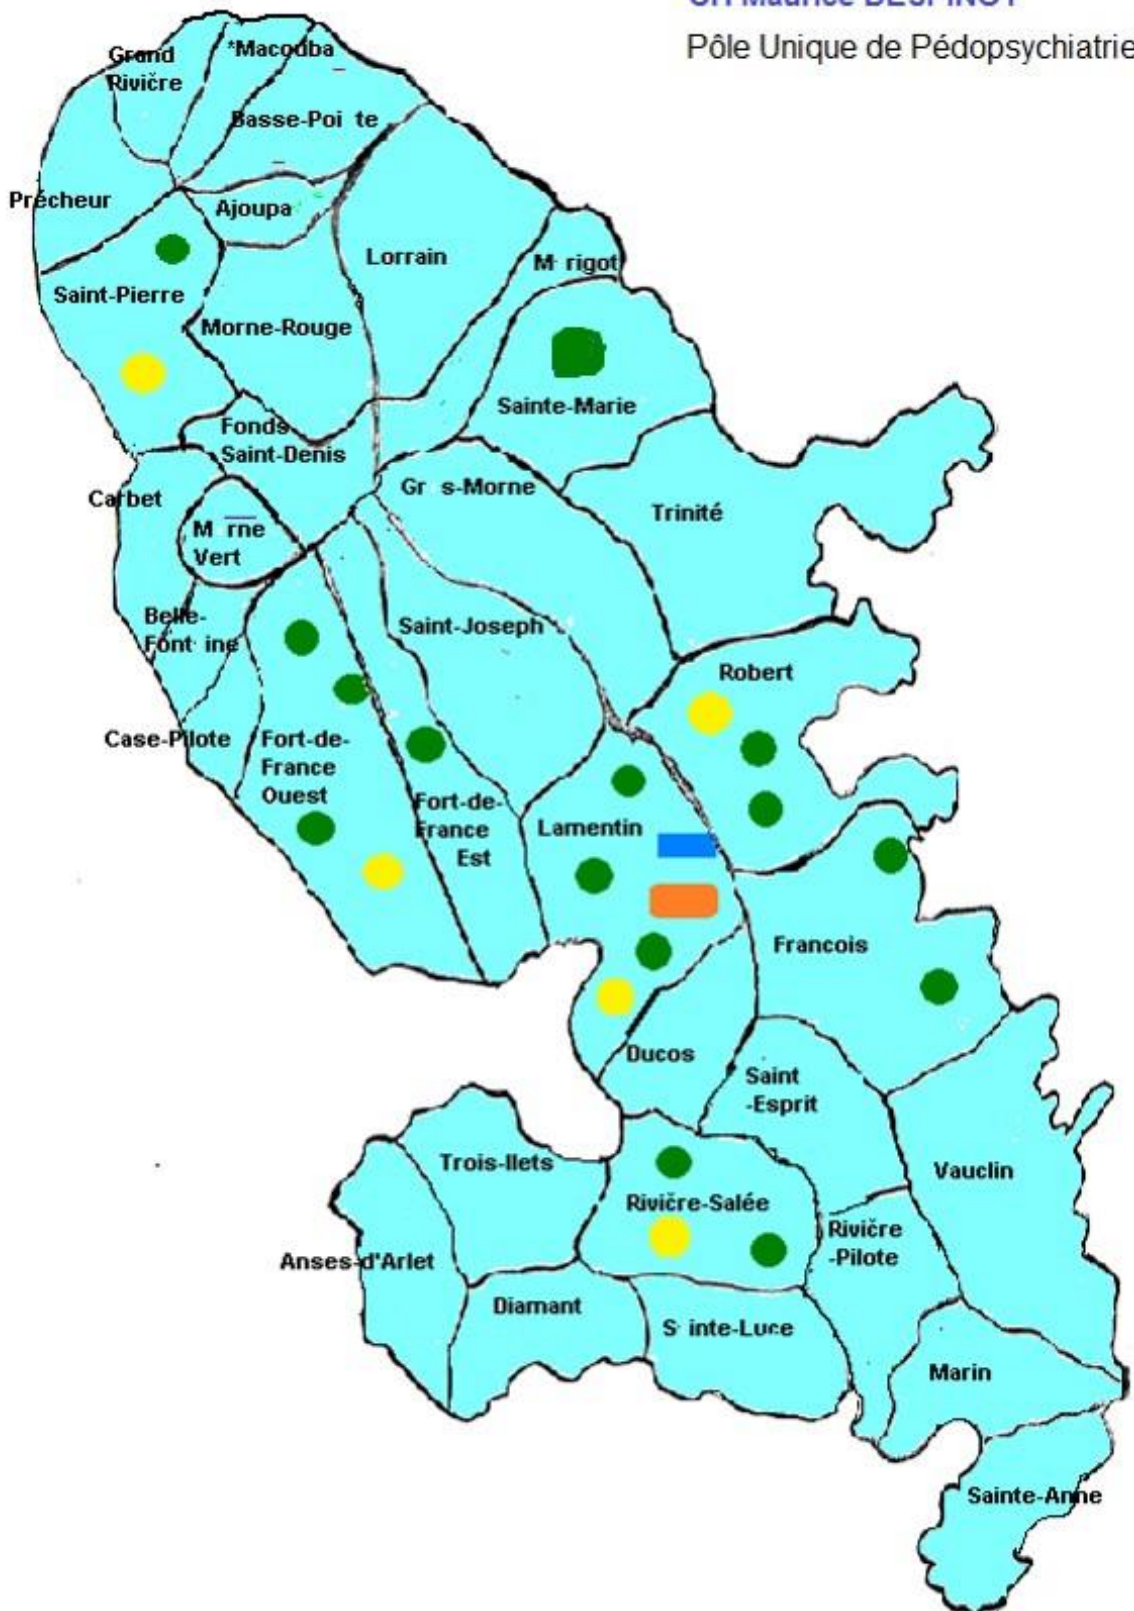 CH Maurice DESPINOY
Pôle Unique de Pédopsychiatrie
Grand
Rivičre
*Macouba
Basse-Poi te
Précheur
Ajoupa
Lorrain
M rigot
Saint-Pierre
Morne-Rouge
Sainte-Marie
Fonds
Saint-Denis
Carbet
Gr s-Morne
Trinité
M rne
Vert
Belle-
Font ine
Saint-Joseph
Robert
Case-Pilote
Fort-de-
France
Ouest
Fort-de-
France
Est
Lamentin
Francois
Ducos
Saint
-Esprit
Trois-Ilets
Rivičre-Salée
Vauclin
Rivičre
-Pilote
Anses-d'Arlet
Diamant
S inte-Luce
Marin
Sainte-Anne